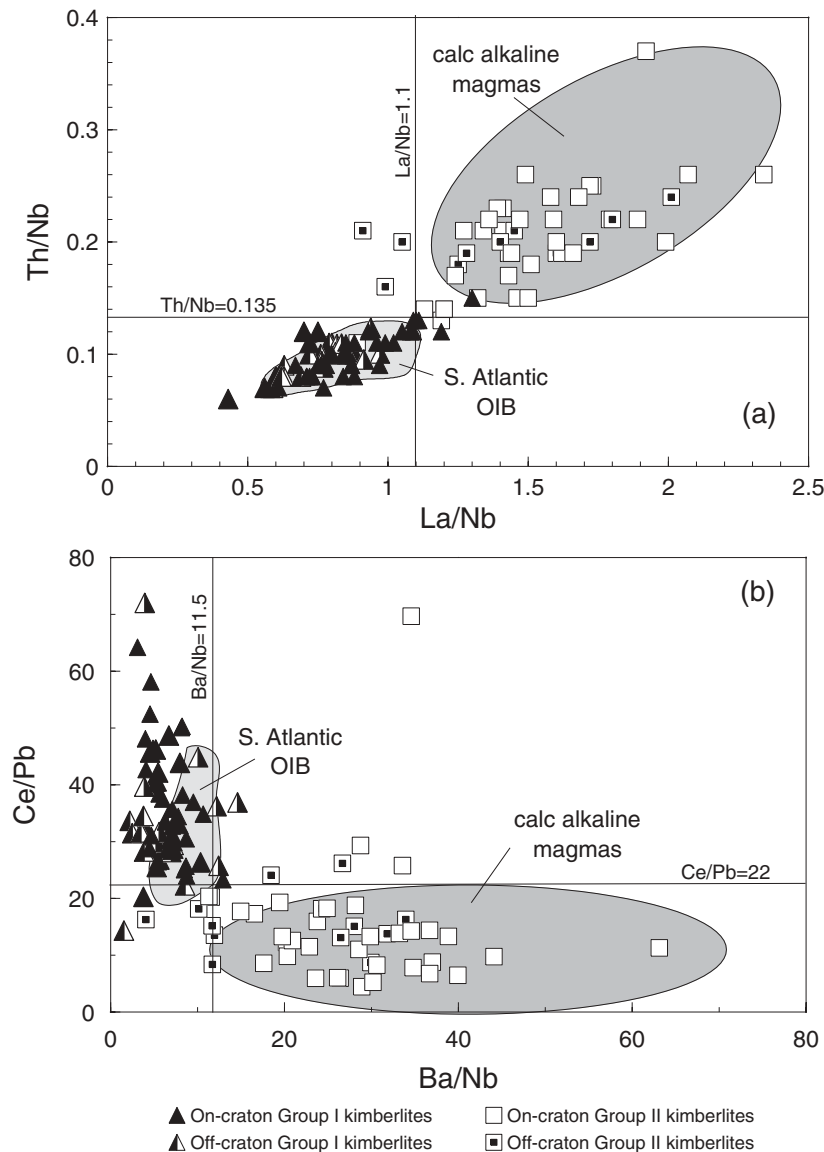 0.4
0.3
0.2
0.1
0
Th/Nb
calc alkaline
magmas
La/Nb=1.1
Th/Nb=0.135
S. Atlantic
OIB
(a)
0
0.5
1
1.5
2
2.5
La/Nb
80
60
40
20
0
Ce/Pb
Ba/Nb=11.5
(b)
S. Atlantic
OIB
calc alkaline
magmas
Ce/Pb=22
0
20
40
60
80
Ba/Nb
On-craton Group I kimberlites
On-craton Group II kimberlites
Off-craton Group I kimberlites
Off-craton Group II kimberlites